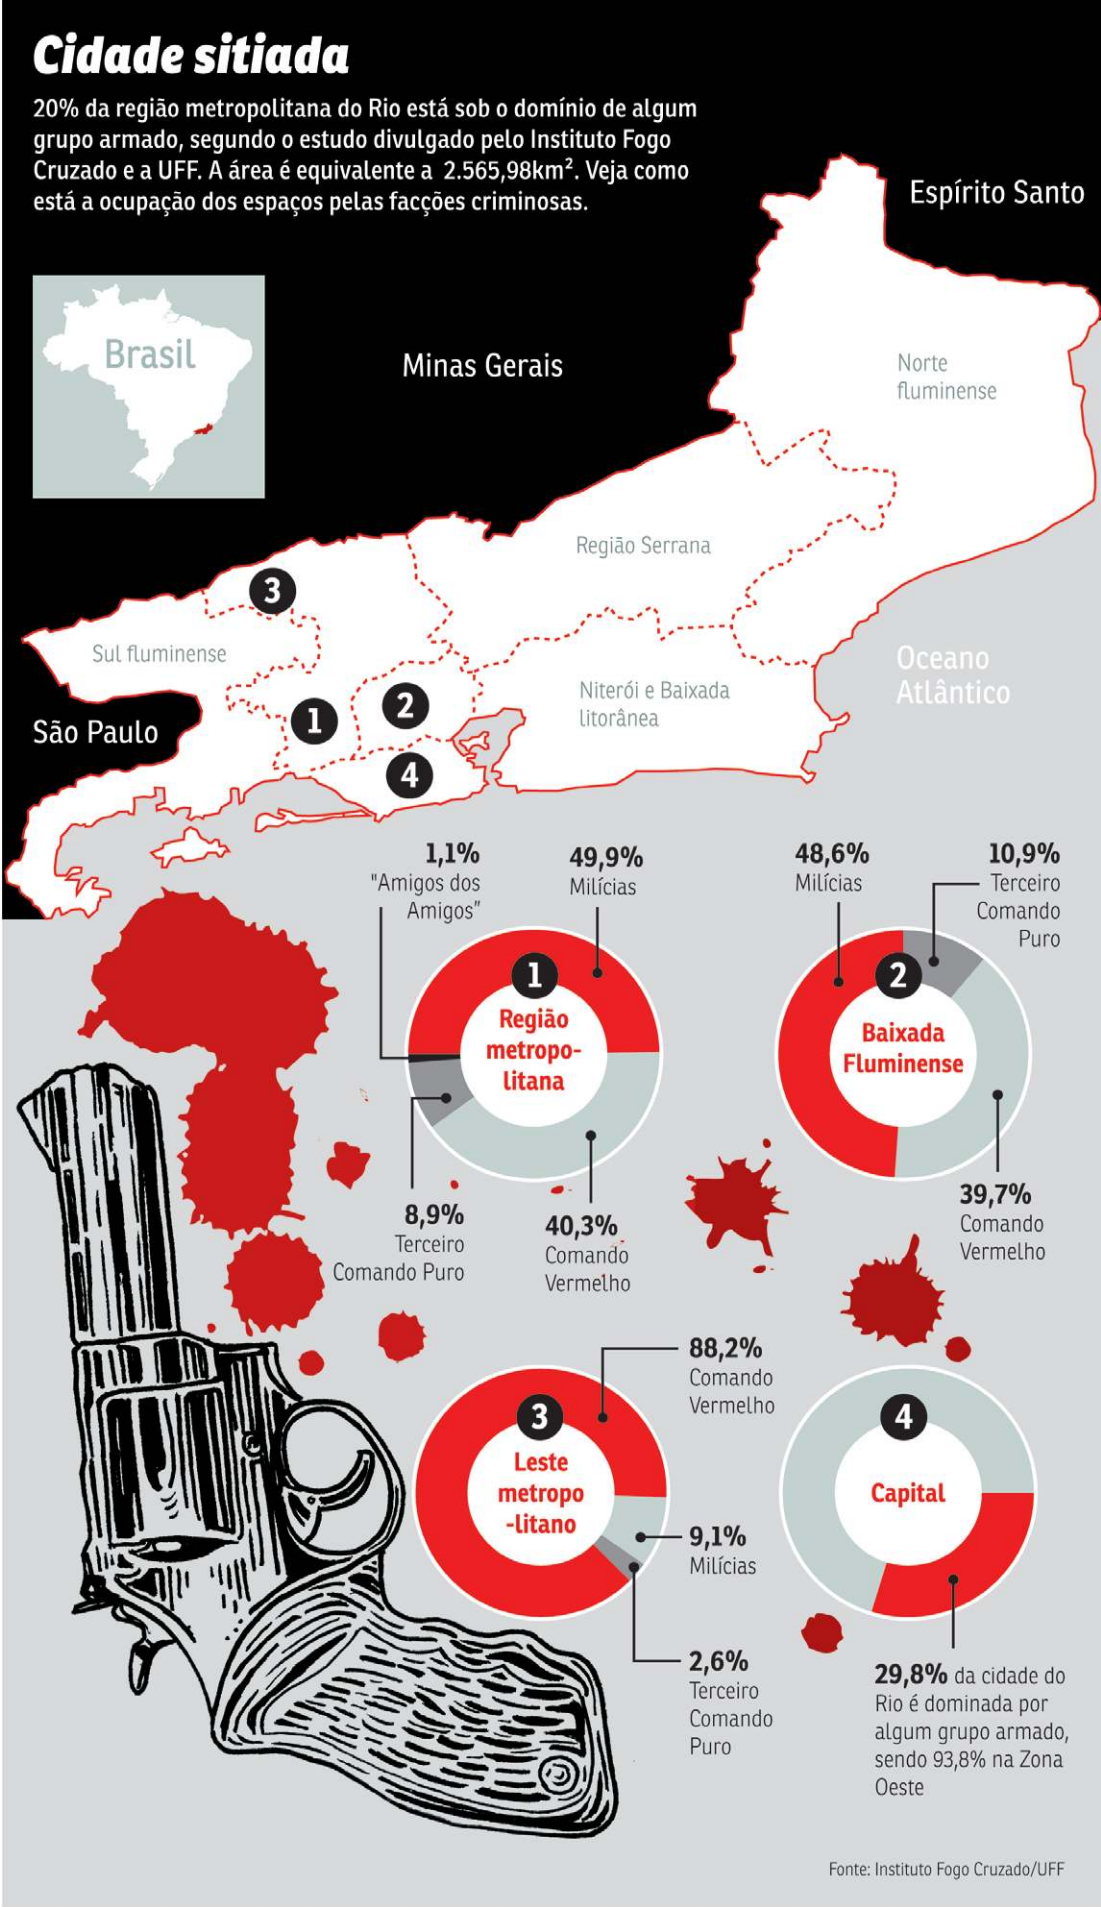 Cidade sitiada
20% da região metropolitana do Rio está sob o domínio de algum
grupo armado, segundo o estudo divulgado pelo Instituto Fogo
Cruzado e a UFF. A área é equivalente a 2.565,98km². Veja como
está a ocupação dos espaços pelas facções criminosas.
Espírito Santo
Brasil
Minas Gerais
Norte
fluminense
Região Serrana
3
Sul fluminense
Oceano
Atlântico
Niterói e Baixada
litorânea
2
1
São Paulo
4
1,1%
"Amigos dos
Amigos”
49,9%
Milícias
1
Região
metropo-
litana
8,9%
Terceiro
Comando Puro
40,3%
Comando
Vermelho
48,6%
Milícias
10,9%
Terceiro
Comando
Puro
2
Baixada
Fluminense
39,7%
Comando
Vermelho
88,2%
Comando
Vermelho
3
Leste
metropo
-litano
9,1%
Milícias
2,6%
Terceiro
Comando
Puro
4
Capital
29,8% da cidade do
Rio é dominada por
algum grupo armado,
sendo 93,8% na Zona
Oeste
Fonte: Instituto Fogo Cruzado/UFF